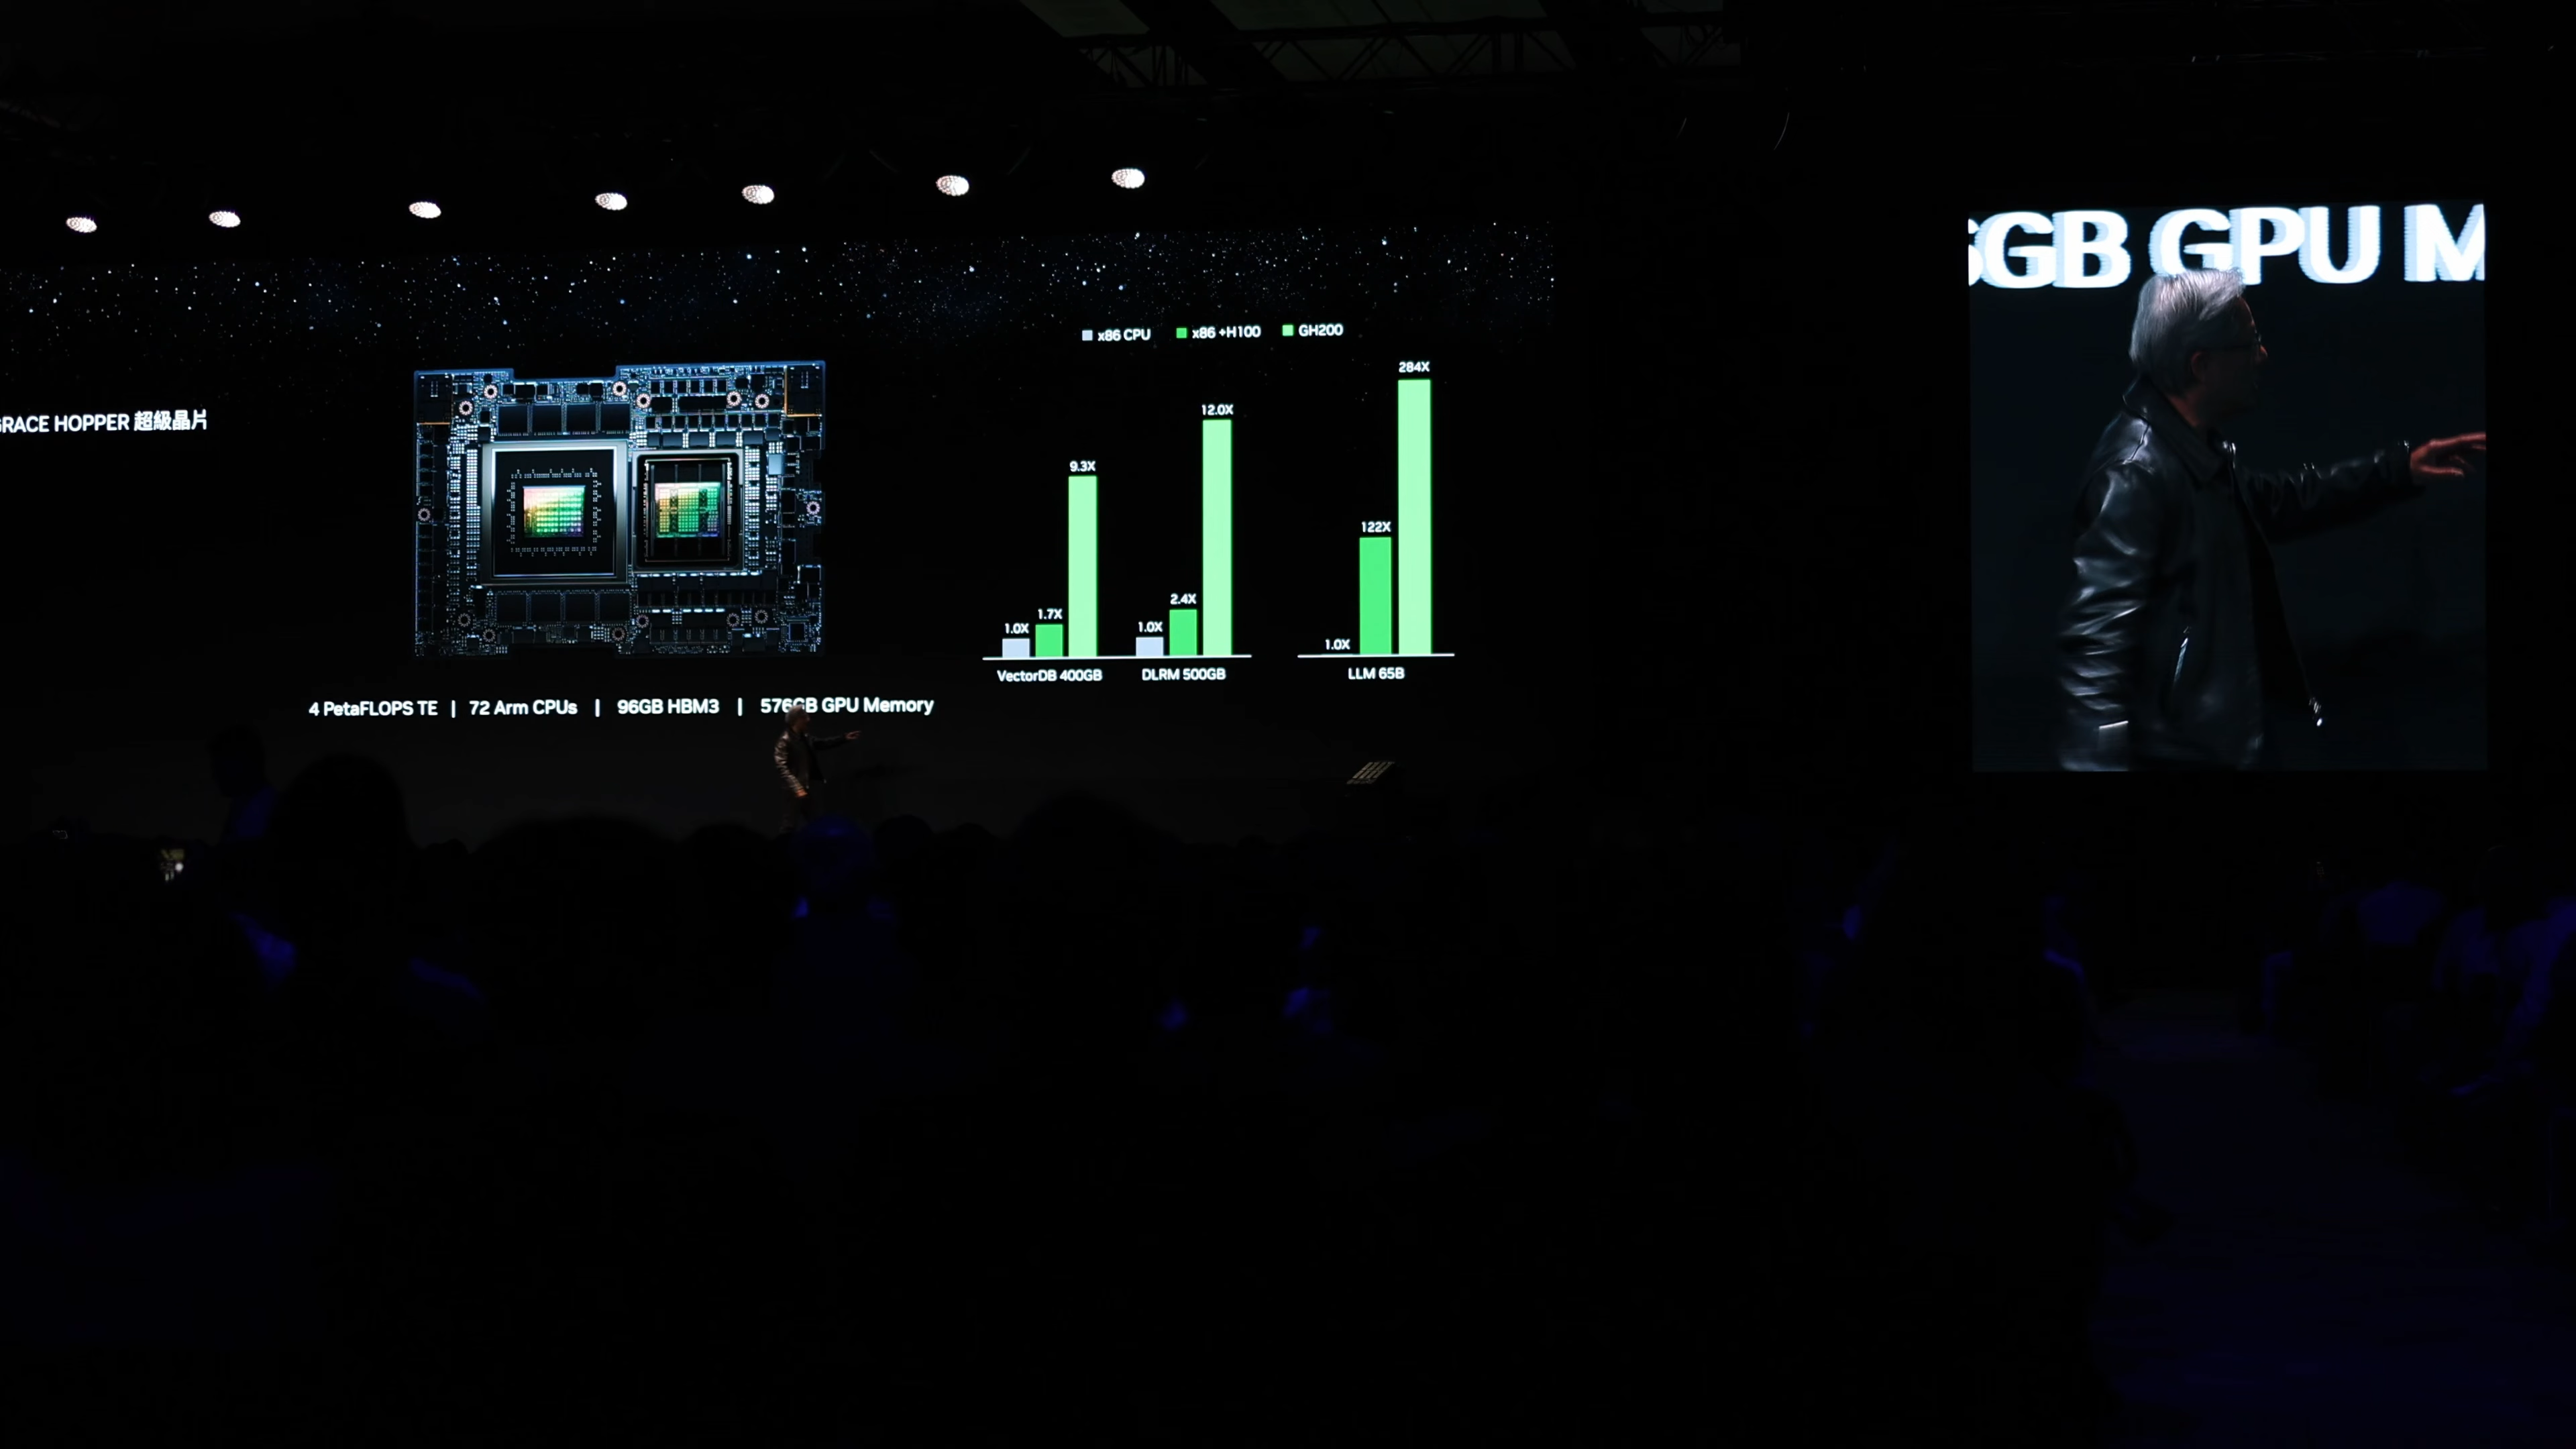 GRACE HOPPER 超級晶片
4 PetaFLOPS TE | 72 Arm CPUs | 96GB HBM3 | 576GB GPU Memory
x86 CPU x86 +H100 GH200
1.0X 1.7X 9.3X
VectorDB 400GB
1.0X 2.4X 12.0X
DLRM 500GB
1.0X 122X 284X
LLM 65B
6GB GPU M